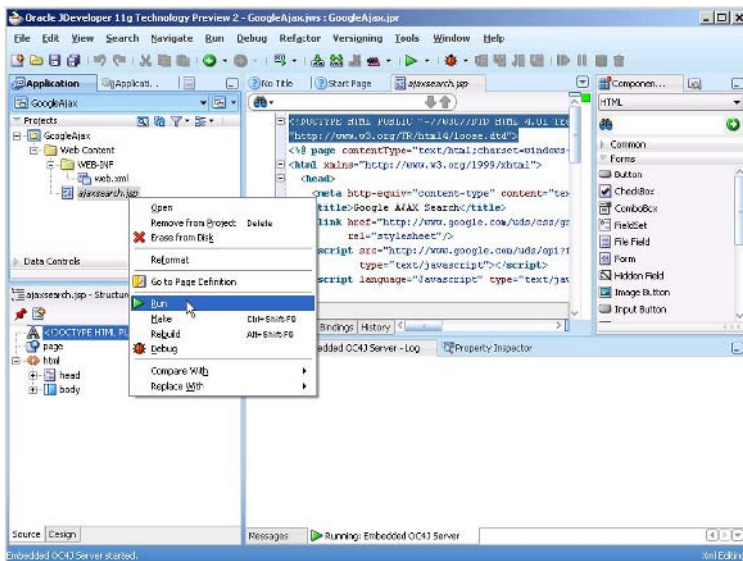 Oracle JDeveloper 11g Technology Preview 2 - GoogleAjax.jws : GoogleAjax.jpr
File Edit View Search Navigate Run Debug Refactor Versioning Tools Window Help
Application Applicati...
No Title Start Page ajaxsearch.jsp
Componen...
GoogleAjax
HTML
Projects
GoogleAjax
Web Content
WEB-INF
web.xml
ajaxsearch.jsp
Data Controls
<!DOCTYPE HTML PUBLIC "-//W3C//DTD HTML 4.01 Tra
"http://www.w3.org/TR/html4/loose.dtd">
<%@ page contentType="text/html;charset=windows-
<html xmlns="http://www.w3.org/1999/xhtml">
<head>
<meta http-equiv="content-type" content="tex
title>Google AJAX Search</title>
link href="http://www.google.com/uds/css/gs
rel="stylesheet"/>
script src="http://www.google.com/uds/api?f
type="text/javascript"></script>
script language="Javascript" type="text/jav
Common
Forms
Button
CheckBox
ComboBox
FieldSet
File Field
Form
Hidden Field
Image Button
Input Button
Open
Remove from Project Delete
Erase from Disk
Reformat
Go to Page Definition
Run
Make Ctrl+Shift-F9
Rebuild Alt+Shift-F9
Debug
Compare With
Replace With
ajaxsearch.jsp - Structur
<!DOCTYPE HTML PU
page
html
head
body
Source Design
Bindings History
edded OC4J Server - Log Property Inspector
Messages Running: Embedded OC4J Server
Embedded OC4J Server started.
Xml Editing